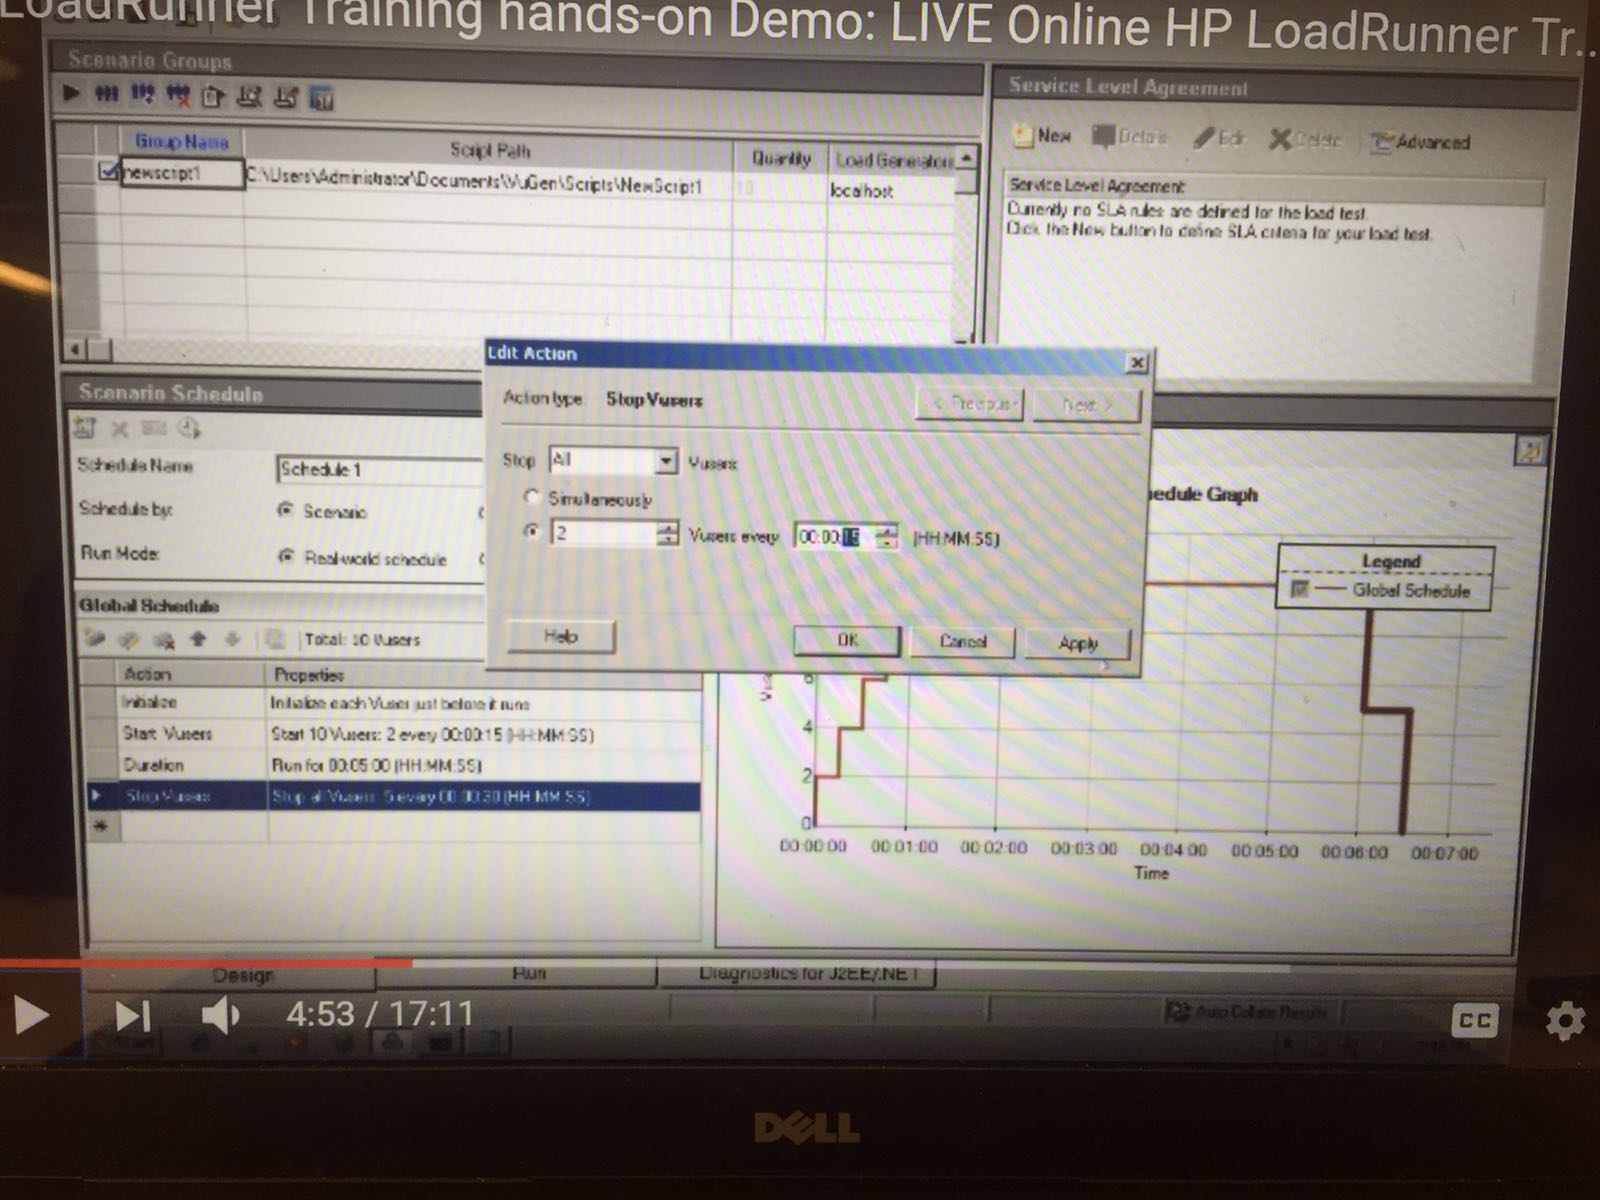 LoadRunner Training hands-on Demo: LIVE Online HP LoadRunner Tr...
Scenario Groups
Group Name Script Path Quantity Load Generators
newscript1 C:\Users\Administrator\Documents\VuGen\Scripts\NewScript1 10 localhost
Service Level Agreement
New Details Edit Delete Advanced
Service Level Agreement
Currently no SLA rules are defined for the load test.
Click the New button to define SLA criteria for your load test.
Scenario Schedule
Schedule Name Schedule 1
Schedule by: Scenario
Run Mode: Real-world schedule
Edit Action
Action type Stop Vusers
< Previous Next >
Stop All Vusers
Simultaneously
2 Vusers every 00:00:15 (HH:MM:SS)
Help OK Cancel Apply
Global Schedule
Total: 10 Vusers
Action Properties
Initialize Initialize each Vuser just before it runs
Start Vusers Start 10 Vusers: 2 every 00:00:15 (HH:MM:SS)
Duration Run for 00:05:00 (HH:MM:SS)
Stop Vusers Stop all Vusers: 5 every 00:00:30 (HH:MM:SS)
edule Graph
Legend
Global Schedule
6
4
2
0
00:00:00 00:01:00 00:02:00 00:03:00 00:04:00 00:05:00 00:06:00 00:07:00
Time
Design Run Diagnostics for J2EE/.NET
Auto Collate Results
4:53 / 17:11
CC
DELL